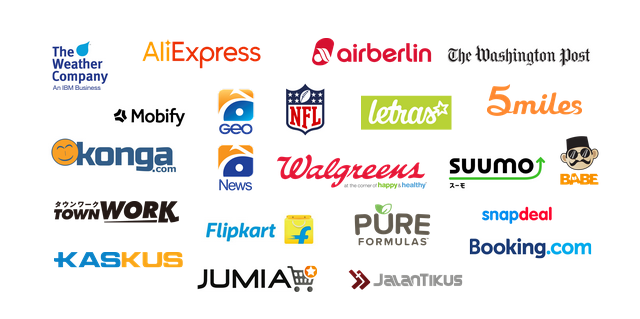 The
Weather
Company
An IBM Business
AliExpress
airberlin
The Washington Post
Mobify
GEO
NFL
letras
5miles
konga
.com
News
Walgreens
at the corner of happy & healthy
SUUMO
スーモ
BABE
タウンワーク
TOWNWORK
Flipkart
f
PURE
FORMULAS
snapdeal
Booking.com
KASKUS
JUMIA
JALANTIKUS